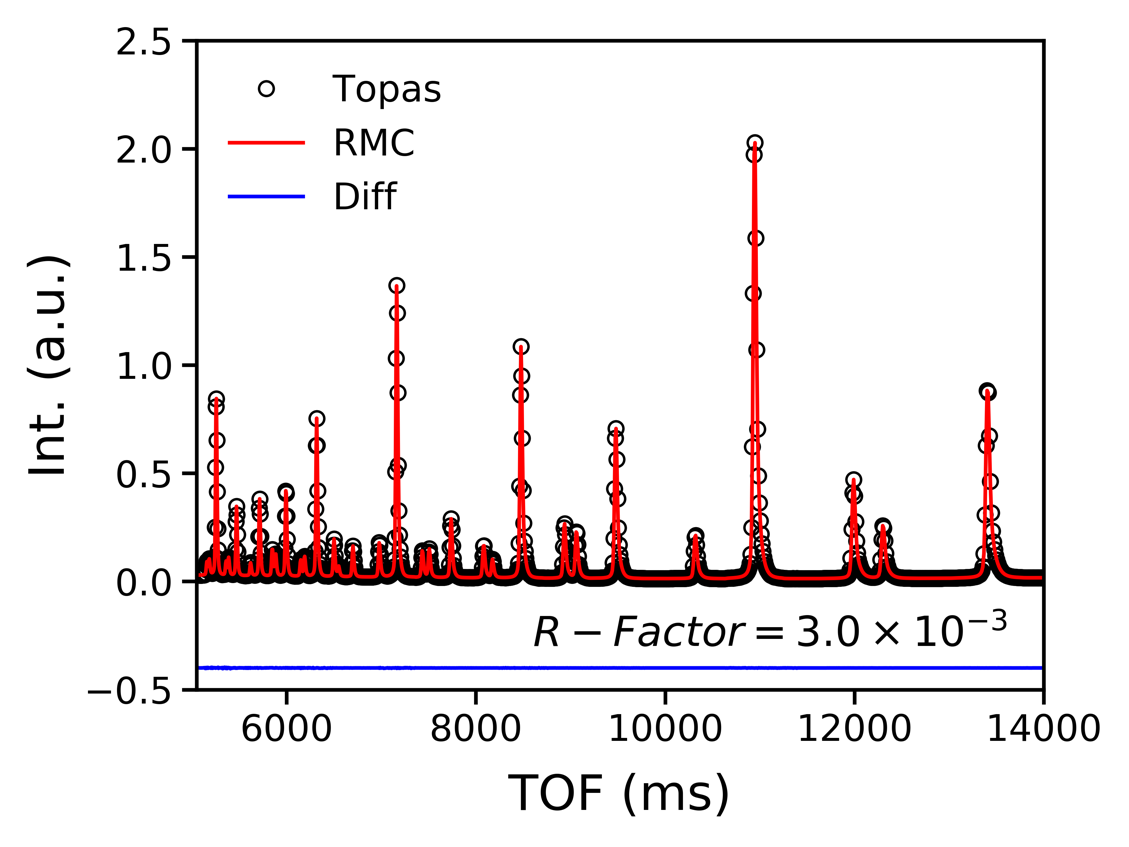 2.5
2.0
1.5
1.0
0.5
0.0
−0.5
Int. (a.u.)
Topas
RMC
Diff
R − Factor = 3.0 × 10⁻³
6000 8000 10000 12000 14000
TOF (ms)